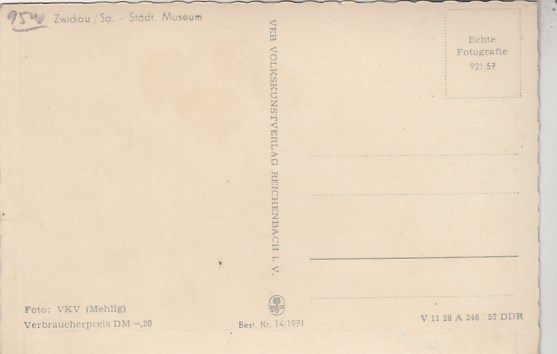 95w
Zwickau/Sa. - Städt. Museum
VEB VOLKSKUNSTVERLAG REICHENBACH I. V.
Echte
Fotografie
921/57
Foto: VKV (Mehlig)
Verbraucherpreis DM -,20
Best. Nr. 14/1971
V 11 28 A 246 / 57 DDR